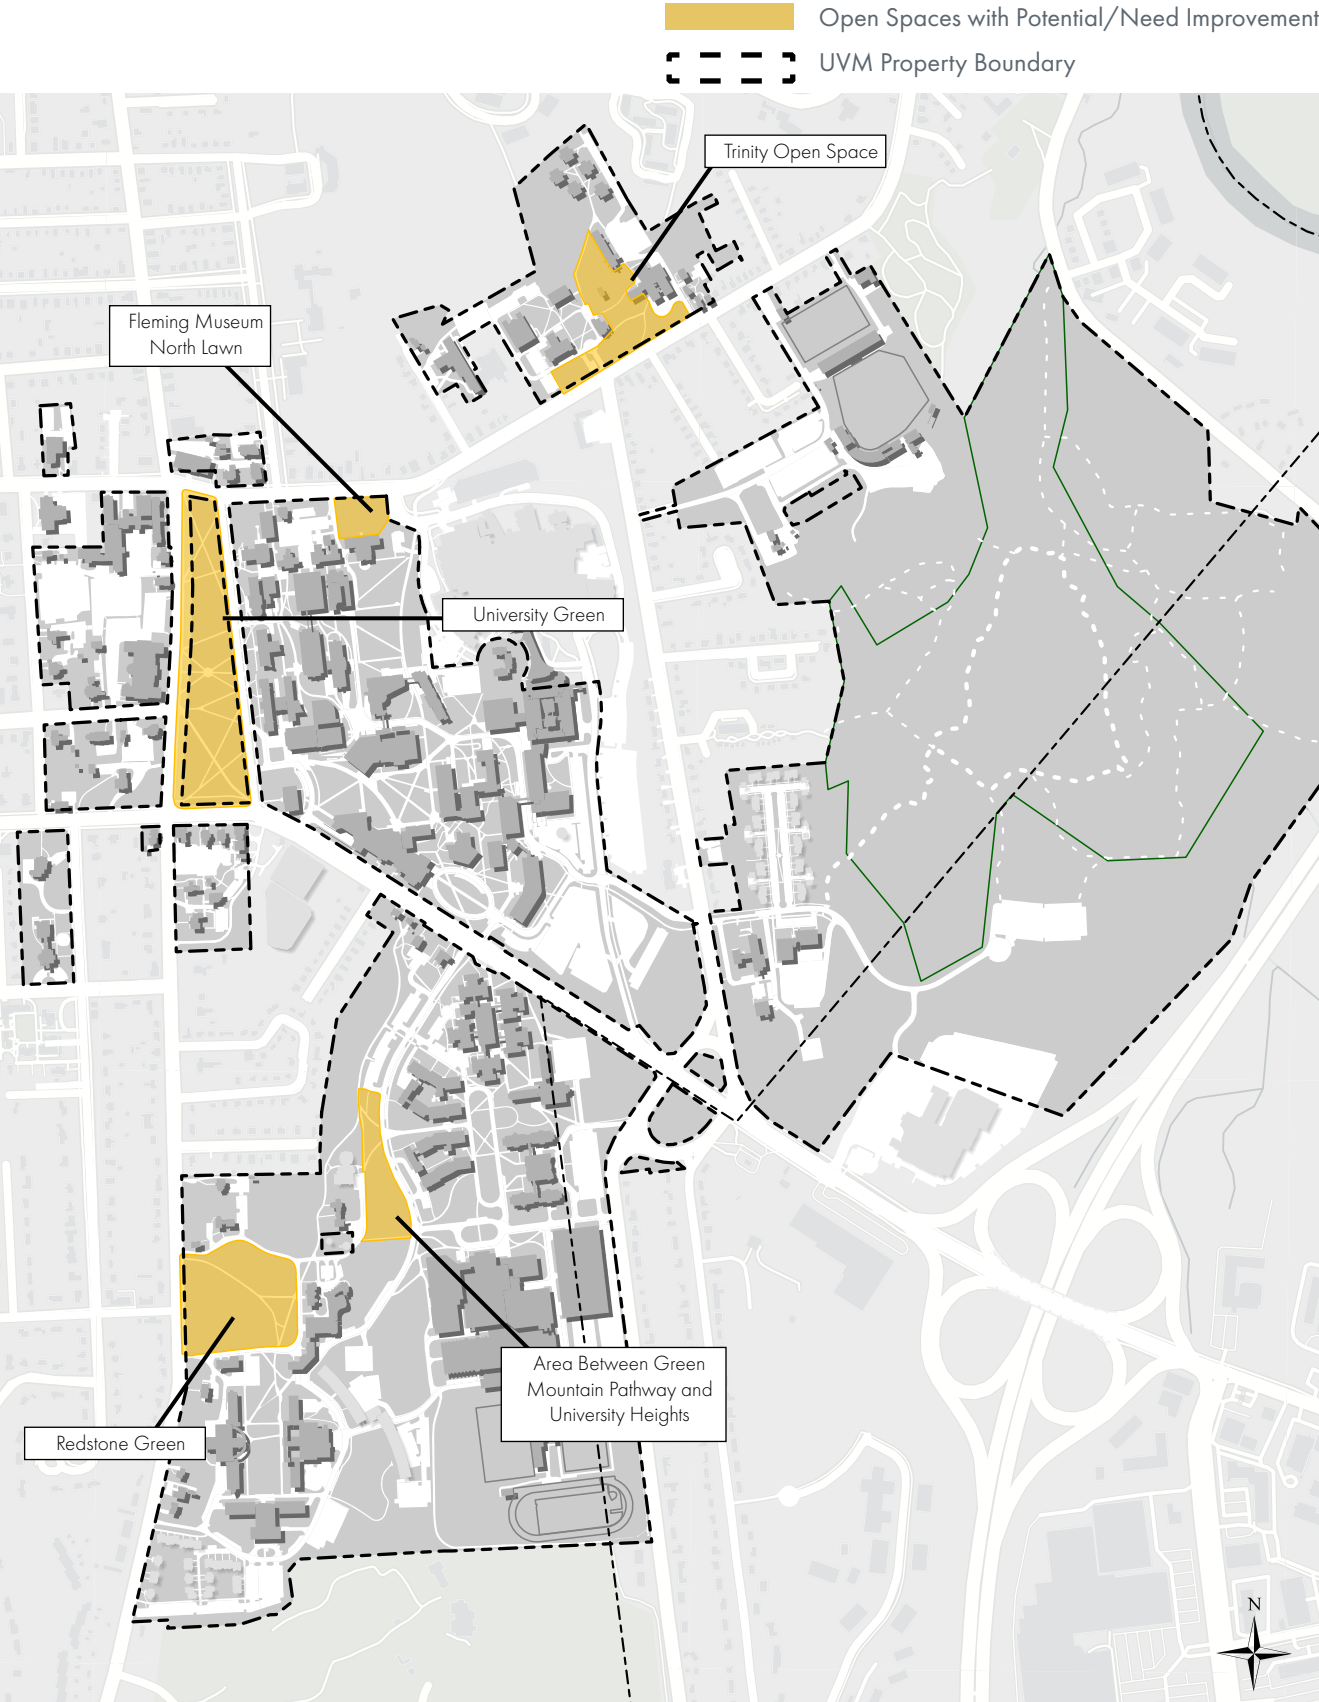 Open Spaces with Potential/Need Improvement
UVM Property Boundary
Trinity Open Space
Fleming Museum
North Lawn
University Green
Area Between Green
Mountain Pathway and
University Heights
Redstone Green
N